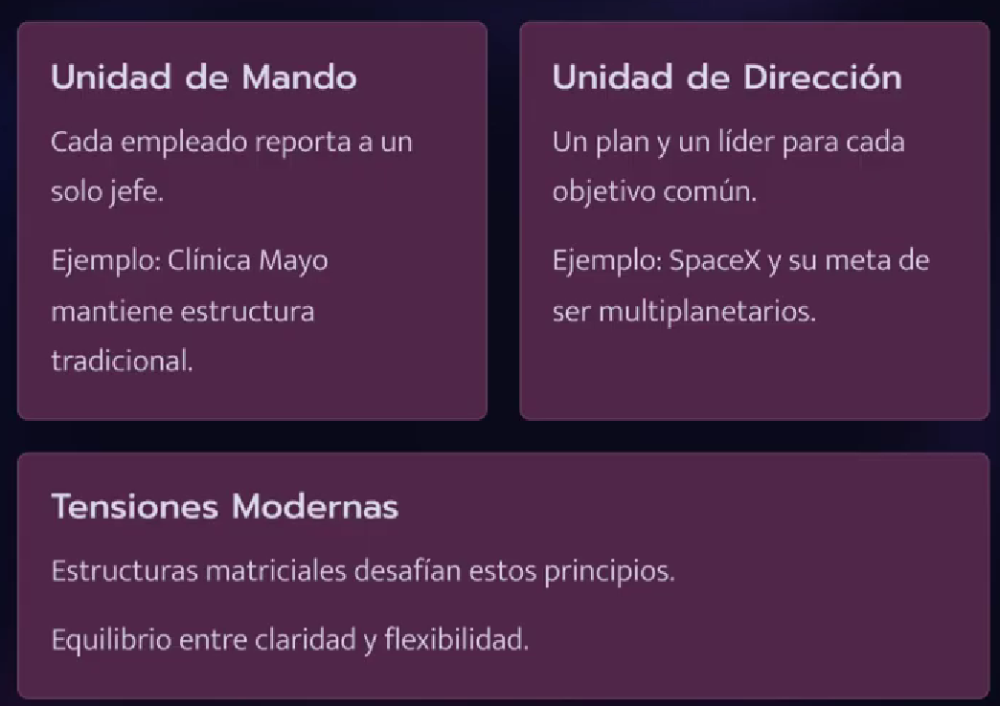 Unidad de Mando
Cada empleado reporta a un
solo jefe.
Ejemplo: Clínica Mayo
mantiene estructura
tradicional.
Unidad de Dirección
Un plan y un líder para cada
objetivo común.
Ejemplo: SpaceX y su meta de
ser multiplanetarios.
Tensiones Modernas
Estructuras matriciales desafían estos principios.
Equilibrio entre claridad y flexibilidad.